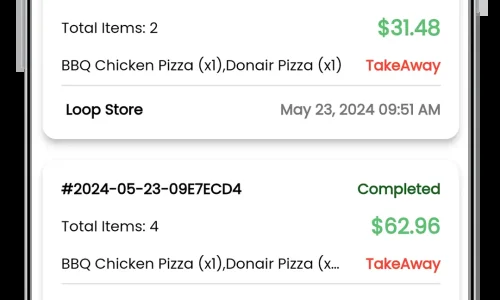 Total Items: 2 $31.48
BBQ Chicken Pizza (x1),Donair Pizza (x1) TakeAway
Loop Store May 23, 2024 09:51 AM
#2024-05-23-09E7ECD4 Completed
Total Items: 4 $62.96
BBQ Chicken Pizza (x1),Donair Pizza (x... TakeAway